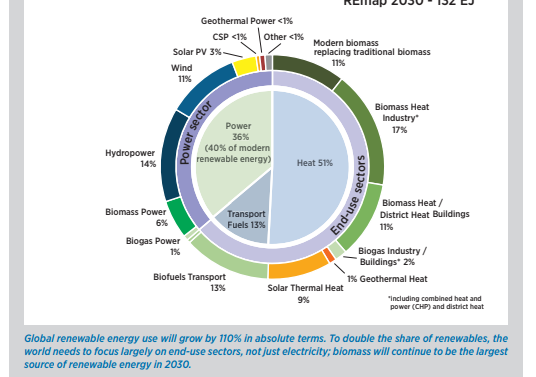 REmap 2030 - 132 EJ
Geothermal Power <1%
CSP <1%
Other <1%
Solar PV 3%
Modern biomass
replacing traditional biomass
11%
Wind
11%
Biomass Heat
Industry*
17%
Power sector
Power
36%
(40% of modern
renewable energy)
Heat 51%
Hydropower
14%
End-use sectors
Transport
Fuels 13%
Biomass Heat /
District Heat Buildings
11%
Biomass Power
6%
Biogas Power
1%
Biogas Industry /
Buildings* 2%
Biofuels Transport
13%
1% Geothermal Heat
Solar Thermal Heat
9%
*including combined heat and
power (CHP) and district heat
Global renewable energy use will grow by 110% in absolute terms. To double the share of renewables, the
world needs to focus largely on end-use sectors, not just electricity; biomass will continue to be the largest
source of renewable energy in 2030.